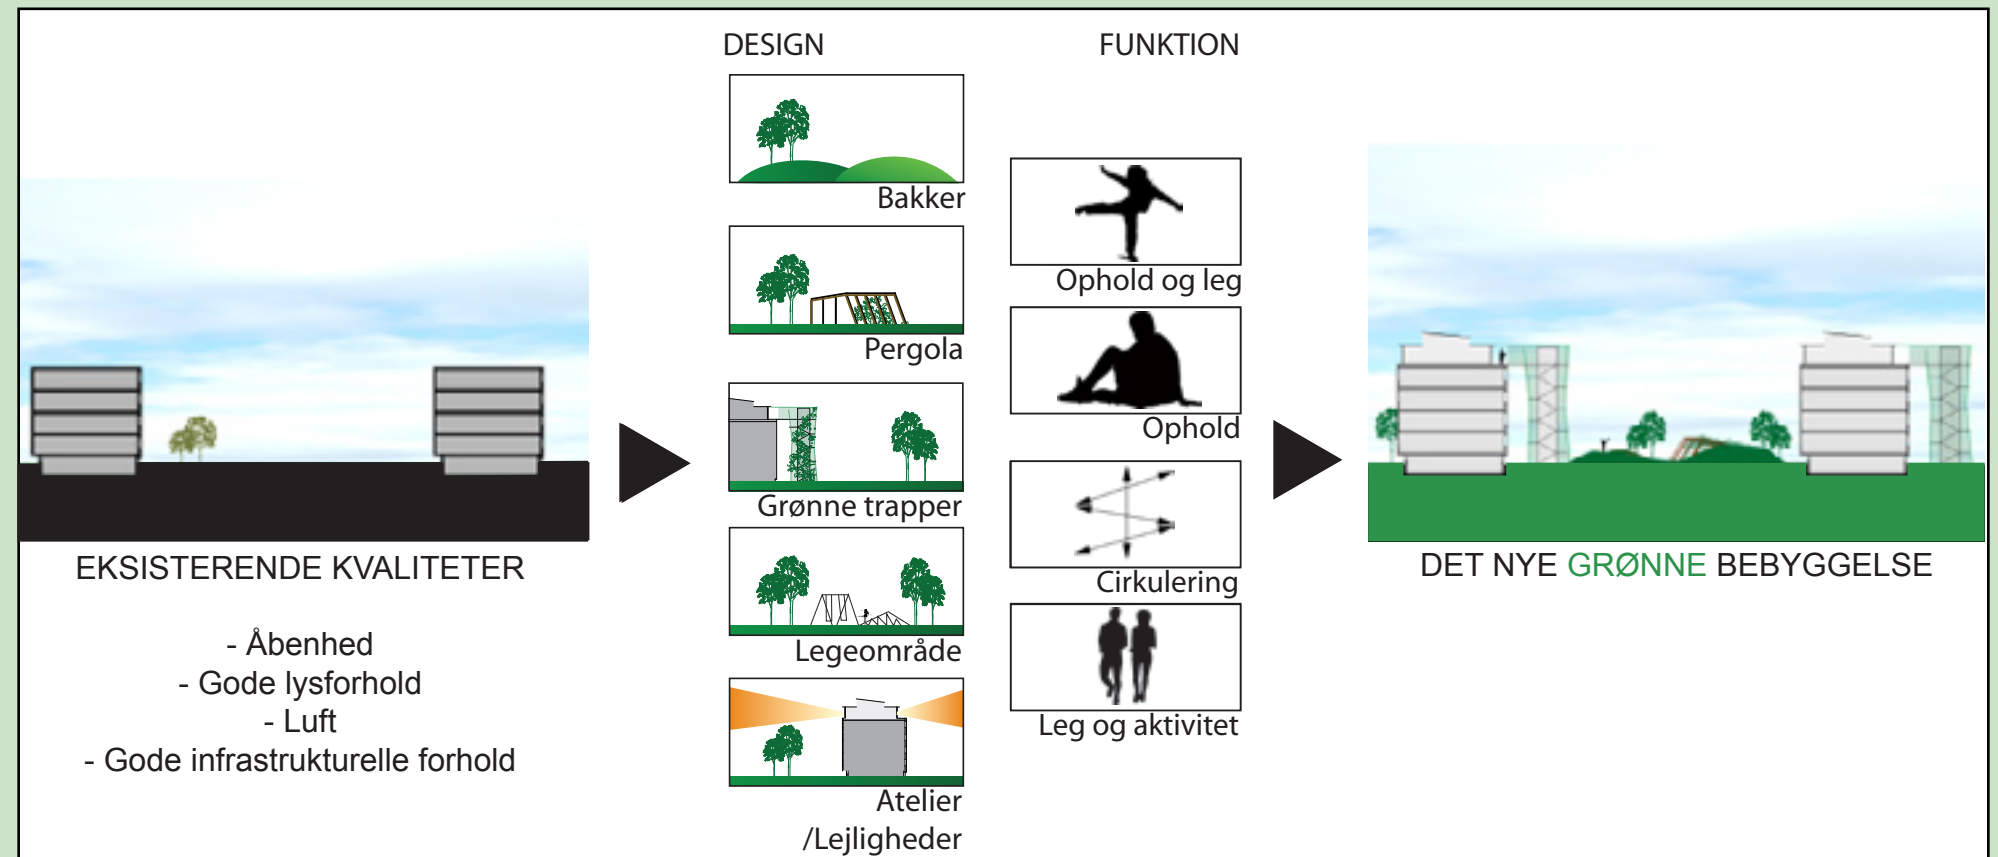 EKSISTERENDE KVALITETER
- Åbenhed
- Gode lysforhold
- Luft
- Gode infrastrukturelle forhold
DESIGN
Bakker
Pergola
Grønne trapper
Legeområde
Atelier
/Lejligheder
FUNKTION
Ophold og leg
Ophold
Cirkulering
Leg og aktivitet
DET NYE GRØNNE BEBYGGELSE